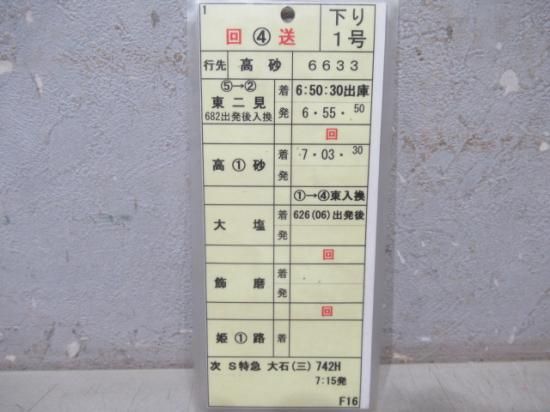 1
回 ④ 送
下り
1号
行先 高 砂 6633
⑤→② 着 6:50:30出庫
東 二 見
682出発後入換 発 6・55・50
回
高 ① 砂 着 7・03・30
発
①→④東入換
大 塩 着 626(06)出発後
発
回
飾 磨 着
発
回
姫 ① 路 着
次 S特急 大石(三) 742H
7:15発
F16